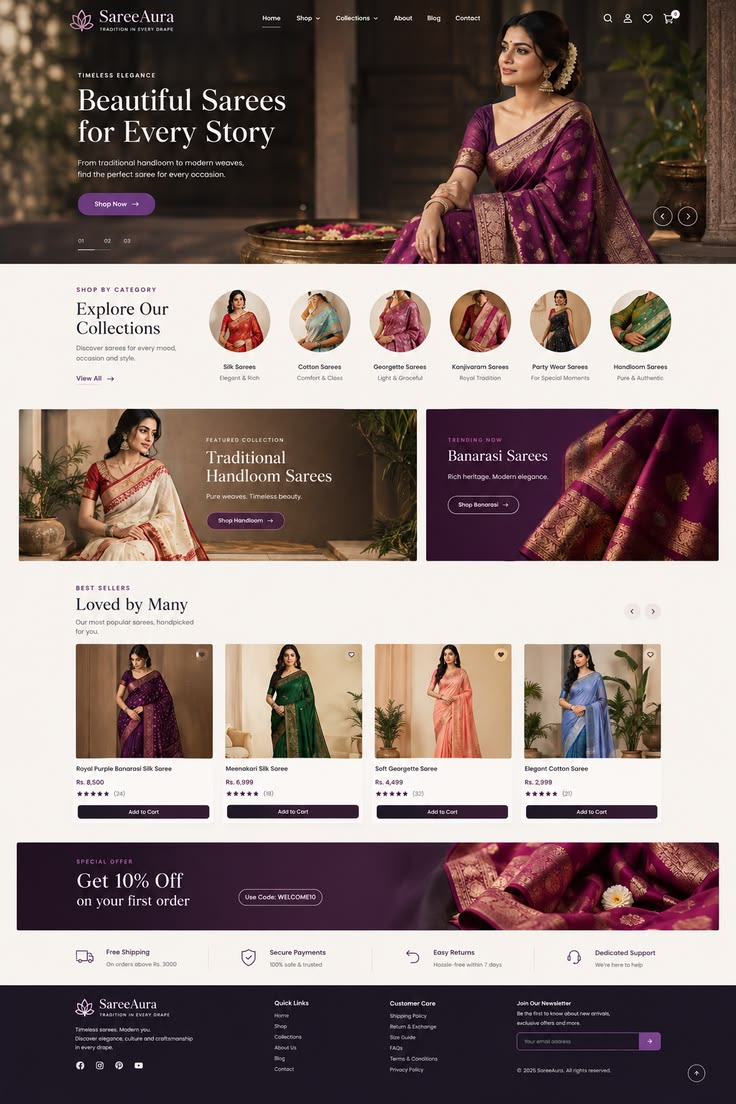 SareeAura
TRADITION IN EVERY DRAPE
Home Shop Collections About Blog Contact
0
TIMELESS ELEGANCE
Beautiful Sarees
for Every Story
From traditional handloom to modern weaves,
find the perfect saree for every occasion.
Shop Now
01 02 03
SHOP BY CATEGORY
Explore Our
Collections
Discover sarees for every mood,
occasion and style.
View All
Silk Sarees
Elegant & Rich
Cotton Sarees
Comfort & Class
Georgette Sarees
Light & Graceful
Kanjivaram Sarees
Royal Tradition
Party Wear Sarees
For Special Moments
Handloom Sarees
Pure & Authentic
FEATURED COLLECTION
Traditional
Handloom Sarees
Pure weaves. Timeless beauty.
Shop Handloom
TRENDING NOW
Banarasi Sarees
Rich heritage. Modern elegance.
Shop Banarasi
BEST SELLERS
Loved by Many
Our most popular sarees, handpicked
for you.
Royal Purple Banarasi Silk Saree
Rs. 8,500
(24)
Add to Cart
Meenakari Silk Soree
Rs. 6,999
(18)
Add to Cart
Soft Georgette Saree
Rs. 4,499
(32)
Add to Cart
Elegant Cotton Saree
Rs. 2,999
(21)
Add to Cart
SPECIAL OFFER
Get 10% Off
on your first order
Use Code: WELCOME10
Free Shipping
On orders above Rs. 3000
Secure Payments
100% safe & trusted
Easy Returns
Hassle-free within 7 days
Dedicated Support
We're here to help
SareeAura
TRADITION IN EVERY DRAPE
Timeless sarees. Modern you.
Discover elegance, culture and craftsmanship
in every drape.
Quick Links
Home
Shop
Collections
About Us
Blog
Contact
Customer Care
Shipping Policy
Return & Exchange
Size Guide
FAQs
Terms & Conditions
Privacy Policy
Join Our Newsletter
Be the first to know about new arrivals,
exclusive offers and more.
Your email address
© 2025 SareeAura. All rights reserved.